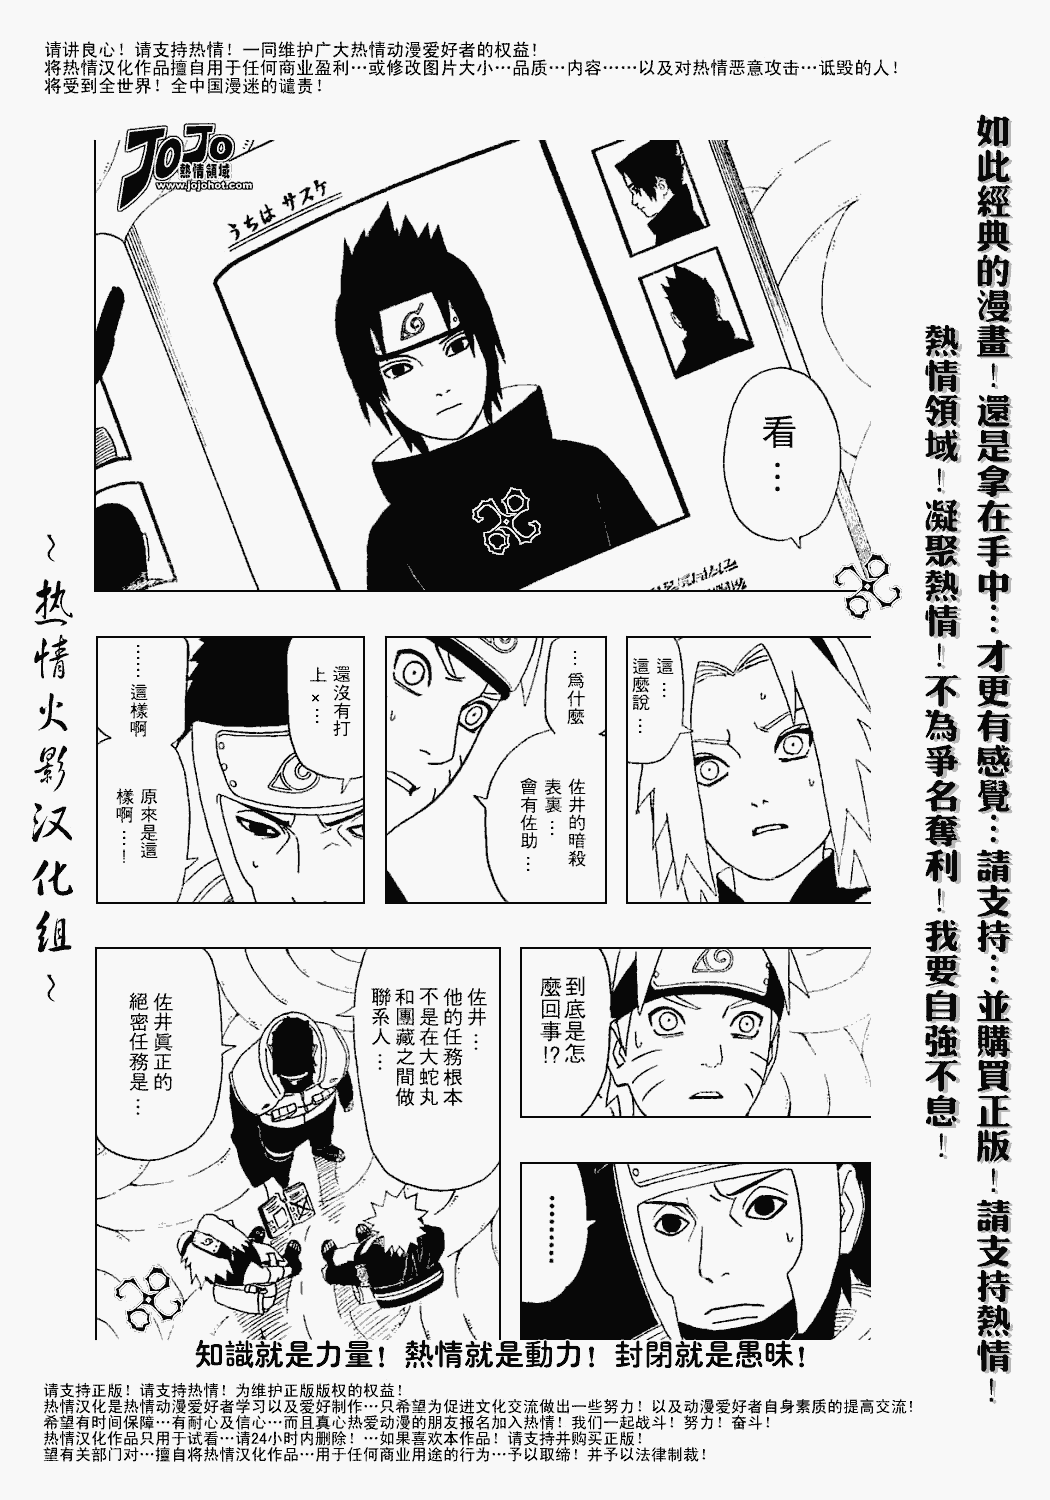 请讲良心！请支持热情！一同维护广大热情动漫爱好者的权益！
将热情汉化作品擅自用于任何商业盈利…或修改图片大小…品质…内容……以及对热情恶意攻击…诋毁的人！
将受到全世界！全中国漫迷的谴责！
JOJO
熱情領域
www.jojohot.com
うちは サスケ
看…
如此經典的漫畫！還是拿在手中…才更有感覺…請支持…並購買正版！請支持熱情！
熱情領域！凝聚熱情！不為爭名奪利！我要自強不息！
～热情火影汉化组～
這…
這麼說…
…爲什麼
佐井的暗殺
表裏…
會有佐助…
還沒有打
上×…
……這樣啊
原來是這
樣啊…！
到底是怎
麼回事!?
佐井…
他的任務根本
不是在大蛇丸
和團藏之間做
聯系人…
佐井眞正的
絕密任務是…
………
知識就是力量！熱情就是動力！封閉就是愚昧！
请支持正版！请支持热情！为维护正版版权的权益！
热情汉化是热情动漫爱好者学习以及爱好制作…只希望为促进文化交流做出一些努力！以及动漫爱好者自身素质的提高交流！
希望有时间保障…有耐心及信心…而且真心热爱动漫的朋友报名加入热情！我们一起战斗！努力！奋斗！
热情汉化作品只用于试看…请24小时内删除！…如果喜欢本作品！请支持并购买正版！
望有关部门对…擅自将热情汉化作品…用于任何商业用途的行为…予以取缔！并予以法律制裁！